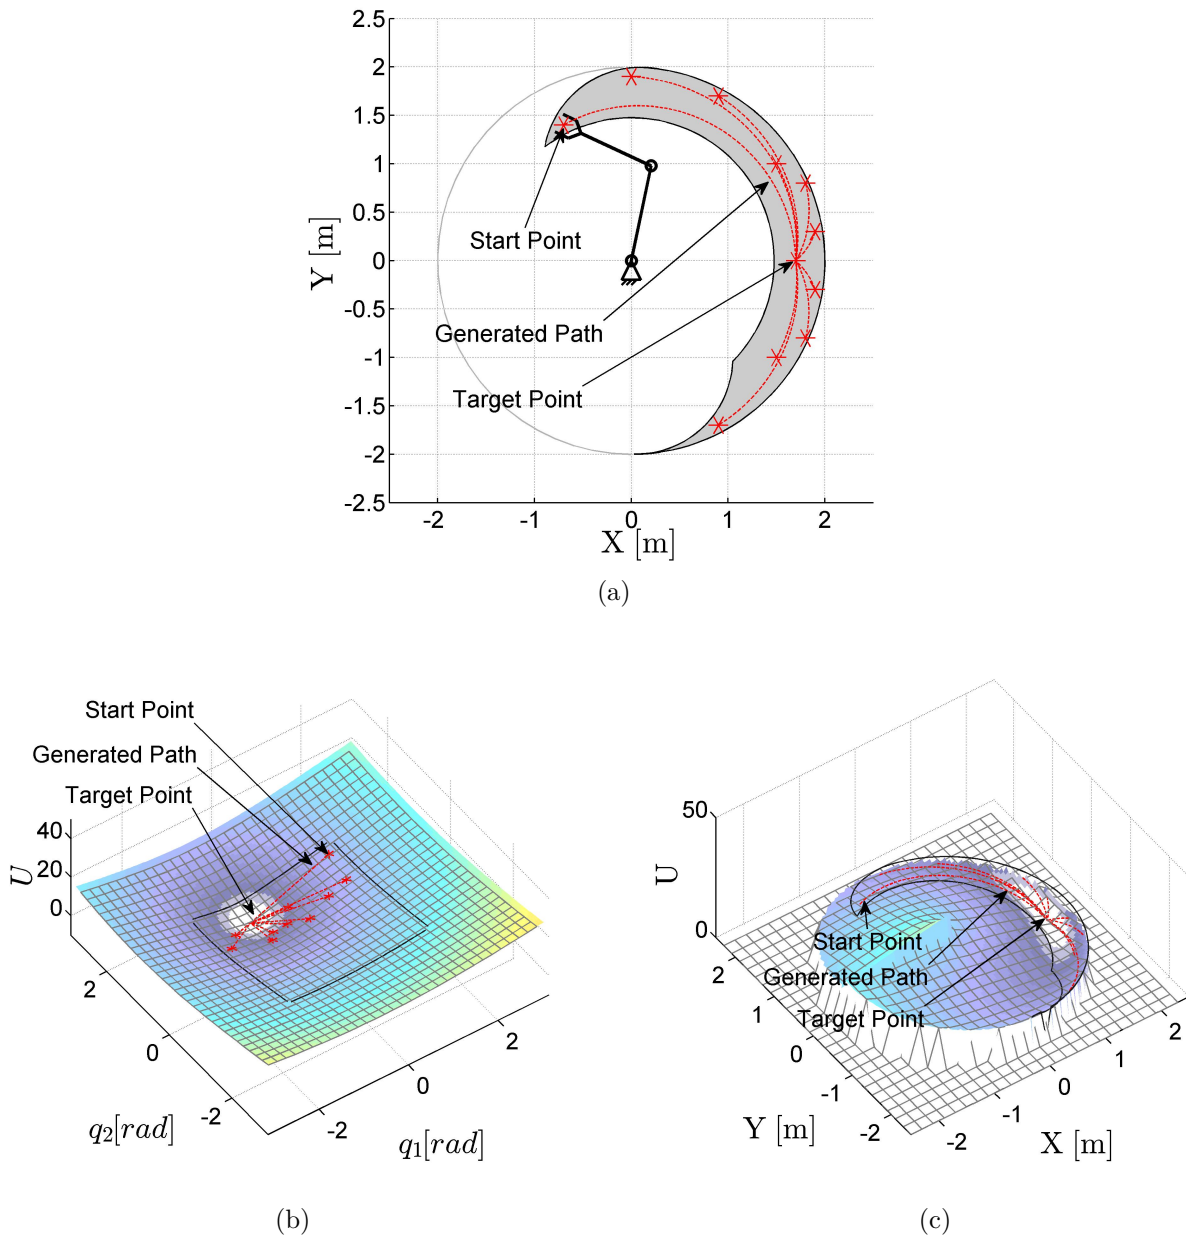 2.5
2
1.5
1
0.5
0
-0.5
-1
-1.5
-2
-2.5
Y [m]
Start Point
Generated Path
Target Point
-2 -1 0 1 2
X [m]
(a)
Start Point
Generated Path
Target Point
40
20
0
U
2
0
-2
q₂[rad]
-2
0
2
q₁[rad]
(b)
50
0
U
Start Point
Generated Path
Target Point
2
1
0
-1
-2
Y [m]
-2
-1
0
1
2
X [m]
(c)